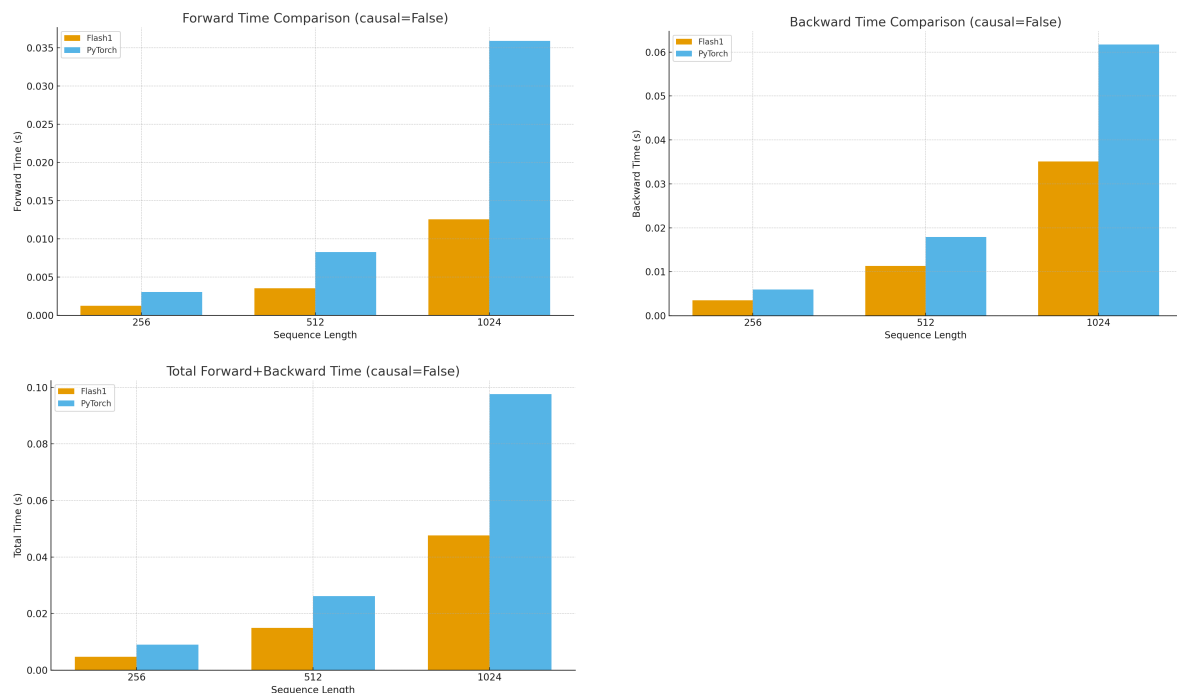 Forward Time Comparison (causal=False)
Flash1
PyTorch
Forward Time (s)
0.035
0.030
0.025
0.020
0.015
0.010
0.005
0.000
256 512 1024
Sequence Length
Backward Time Comparison (causal=False)
Flash1
PyTorch
Backward Time (s)
0.06
0.05
0.04
0.03
0.02
0.01
0.00
256 512 1024
Sequence Length
Total Forward+Backward Time (causal=False)
Flash1
PyTorch
Total Time (s)
0.10
0.08
0.06
0.04
0.02
0.00
256 512 1024
Sequence Length